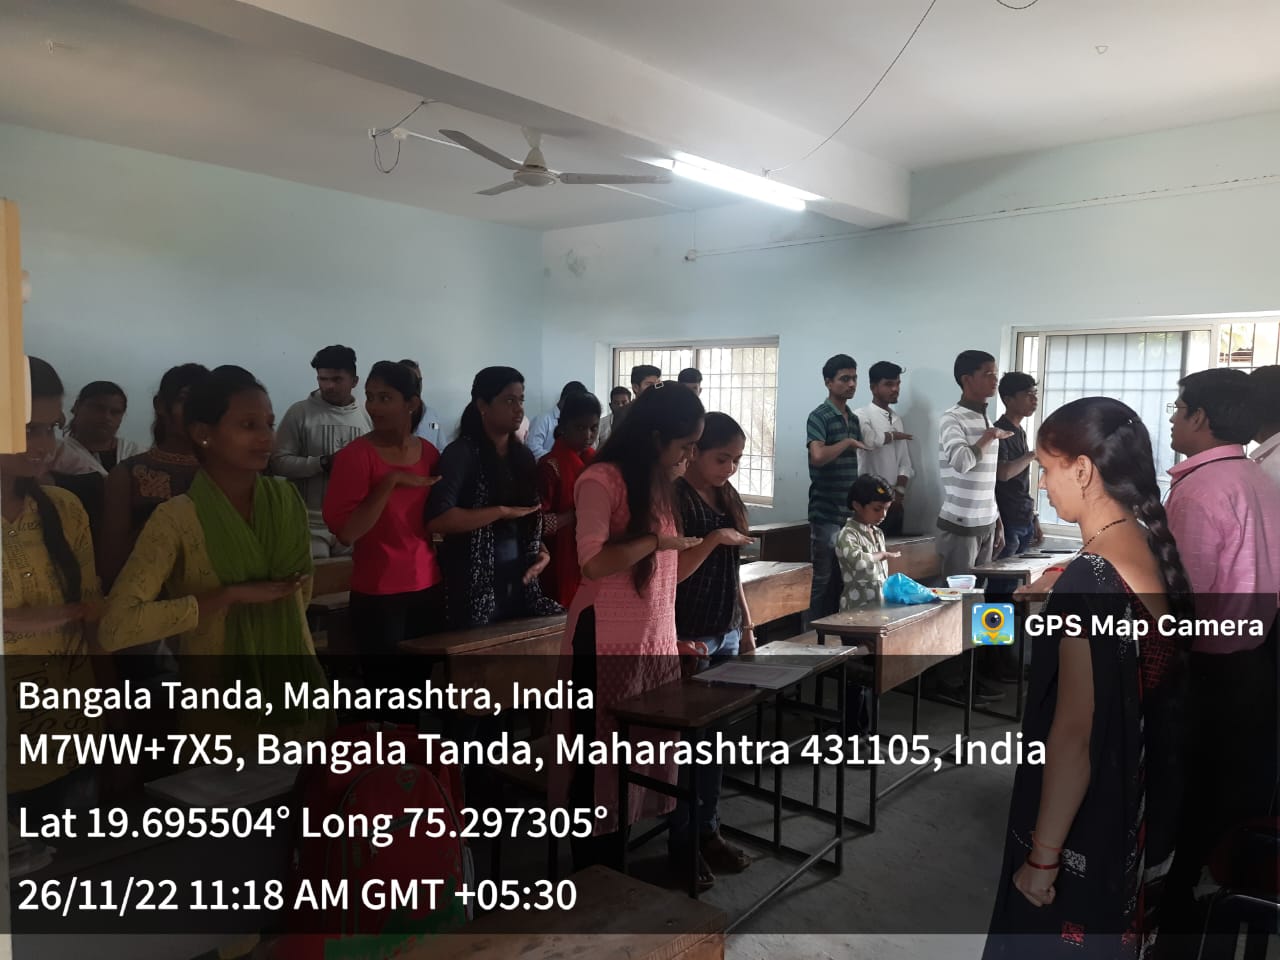 GPS Map Camera
Bangala Tanda, Maharashtra, India
M7WW+7X5, Bangala Tanda, Maharashtra 431105, India
Lat 19.695504° Long 75.297305°
26/11/22 11:18 AM GMT +05:30